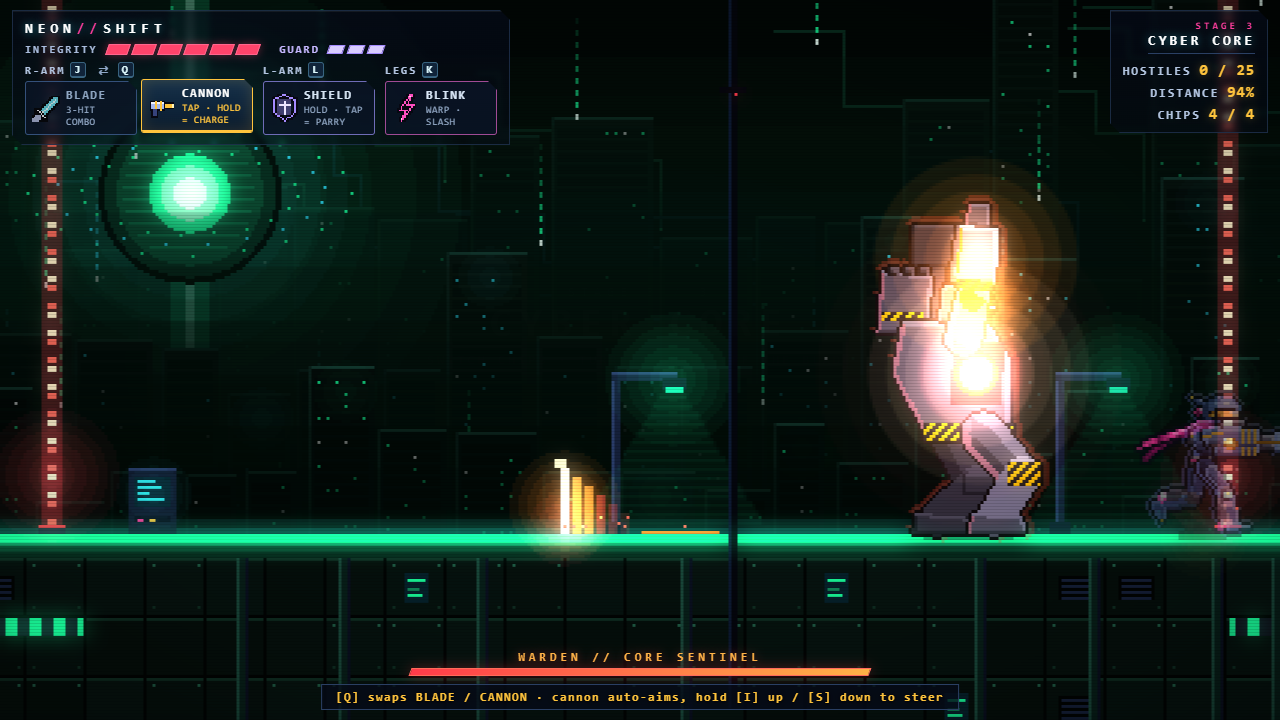 NEON//SHIFT
INTEGRITY GUARD
R-ARM J ⇄ Q L-ARM L LEGS K
BLADE
3-HIT
COMBO
CANNON
TAP · HOLD
= CHARGE
SHIELD
HOLD · TAP
= PARRY
BLINK
WARP ·
SLASH
STAGE 3
CYBER CORE
HOSTILES 0 / 25
DISTANCE 94%
CHIPS 4 / 4
WARDEN // CORE SENTINEL
[Q] swaps BLADE / CANNON · cannon auto-aims, hold [I] up / [S] down to steer